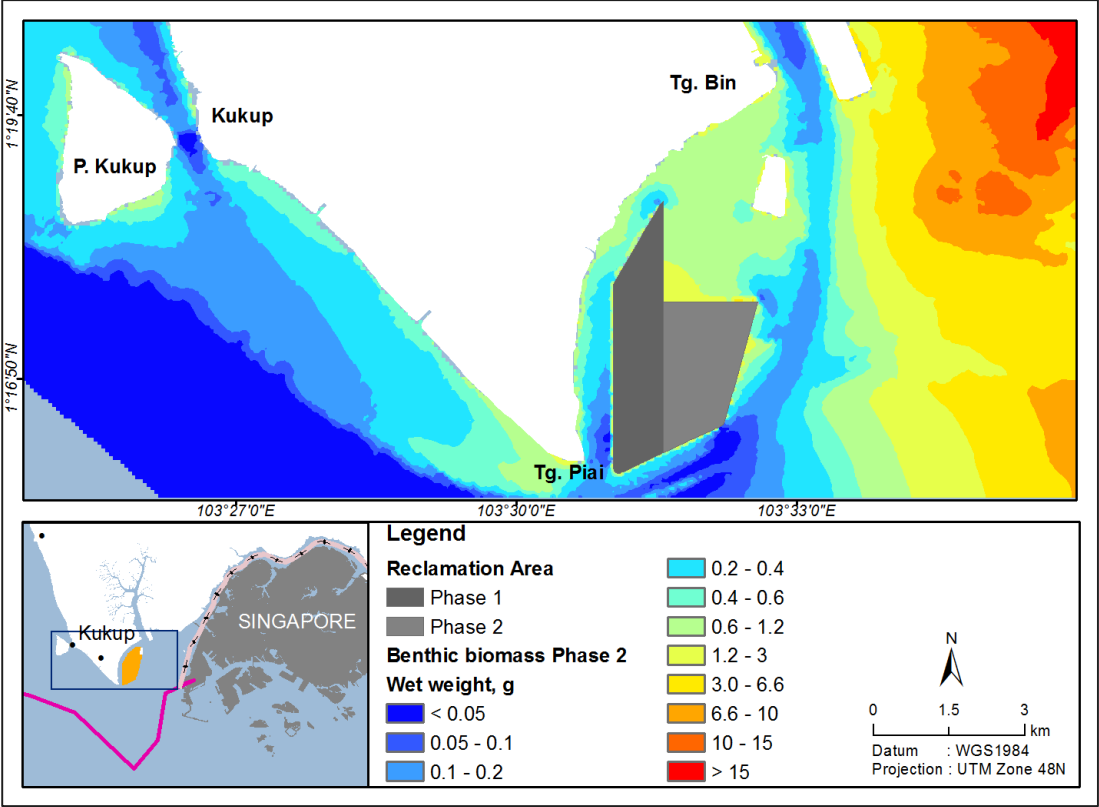 Tg. Bin
Kukup
P. Kukup
Tg. Piai
1°19'40"N
1°16'50"N
103°27'0"E
103°30'0"E
103°33'0"E
Kukup
SINGAPORE
Legend
Reclamation Area
Phase 1
Phase 2
Benthic biomass Phase 2
Wet weight, g
< 0.05
0.05 - 0.1
0.1 - 0.2
0.2 - 0.4
0.4 - 0.6
0.6 - 1.2
1.2 - 3
3.0 - 6.6
6.6 - 10
10 - 15
> 15
N
0 1.5 3
km
Datum : WGS1984
Projection : UTM Zone 48N